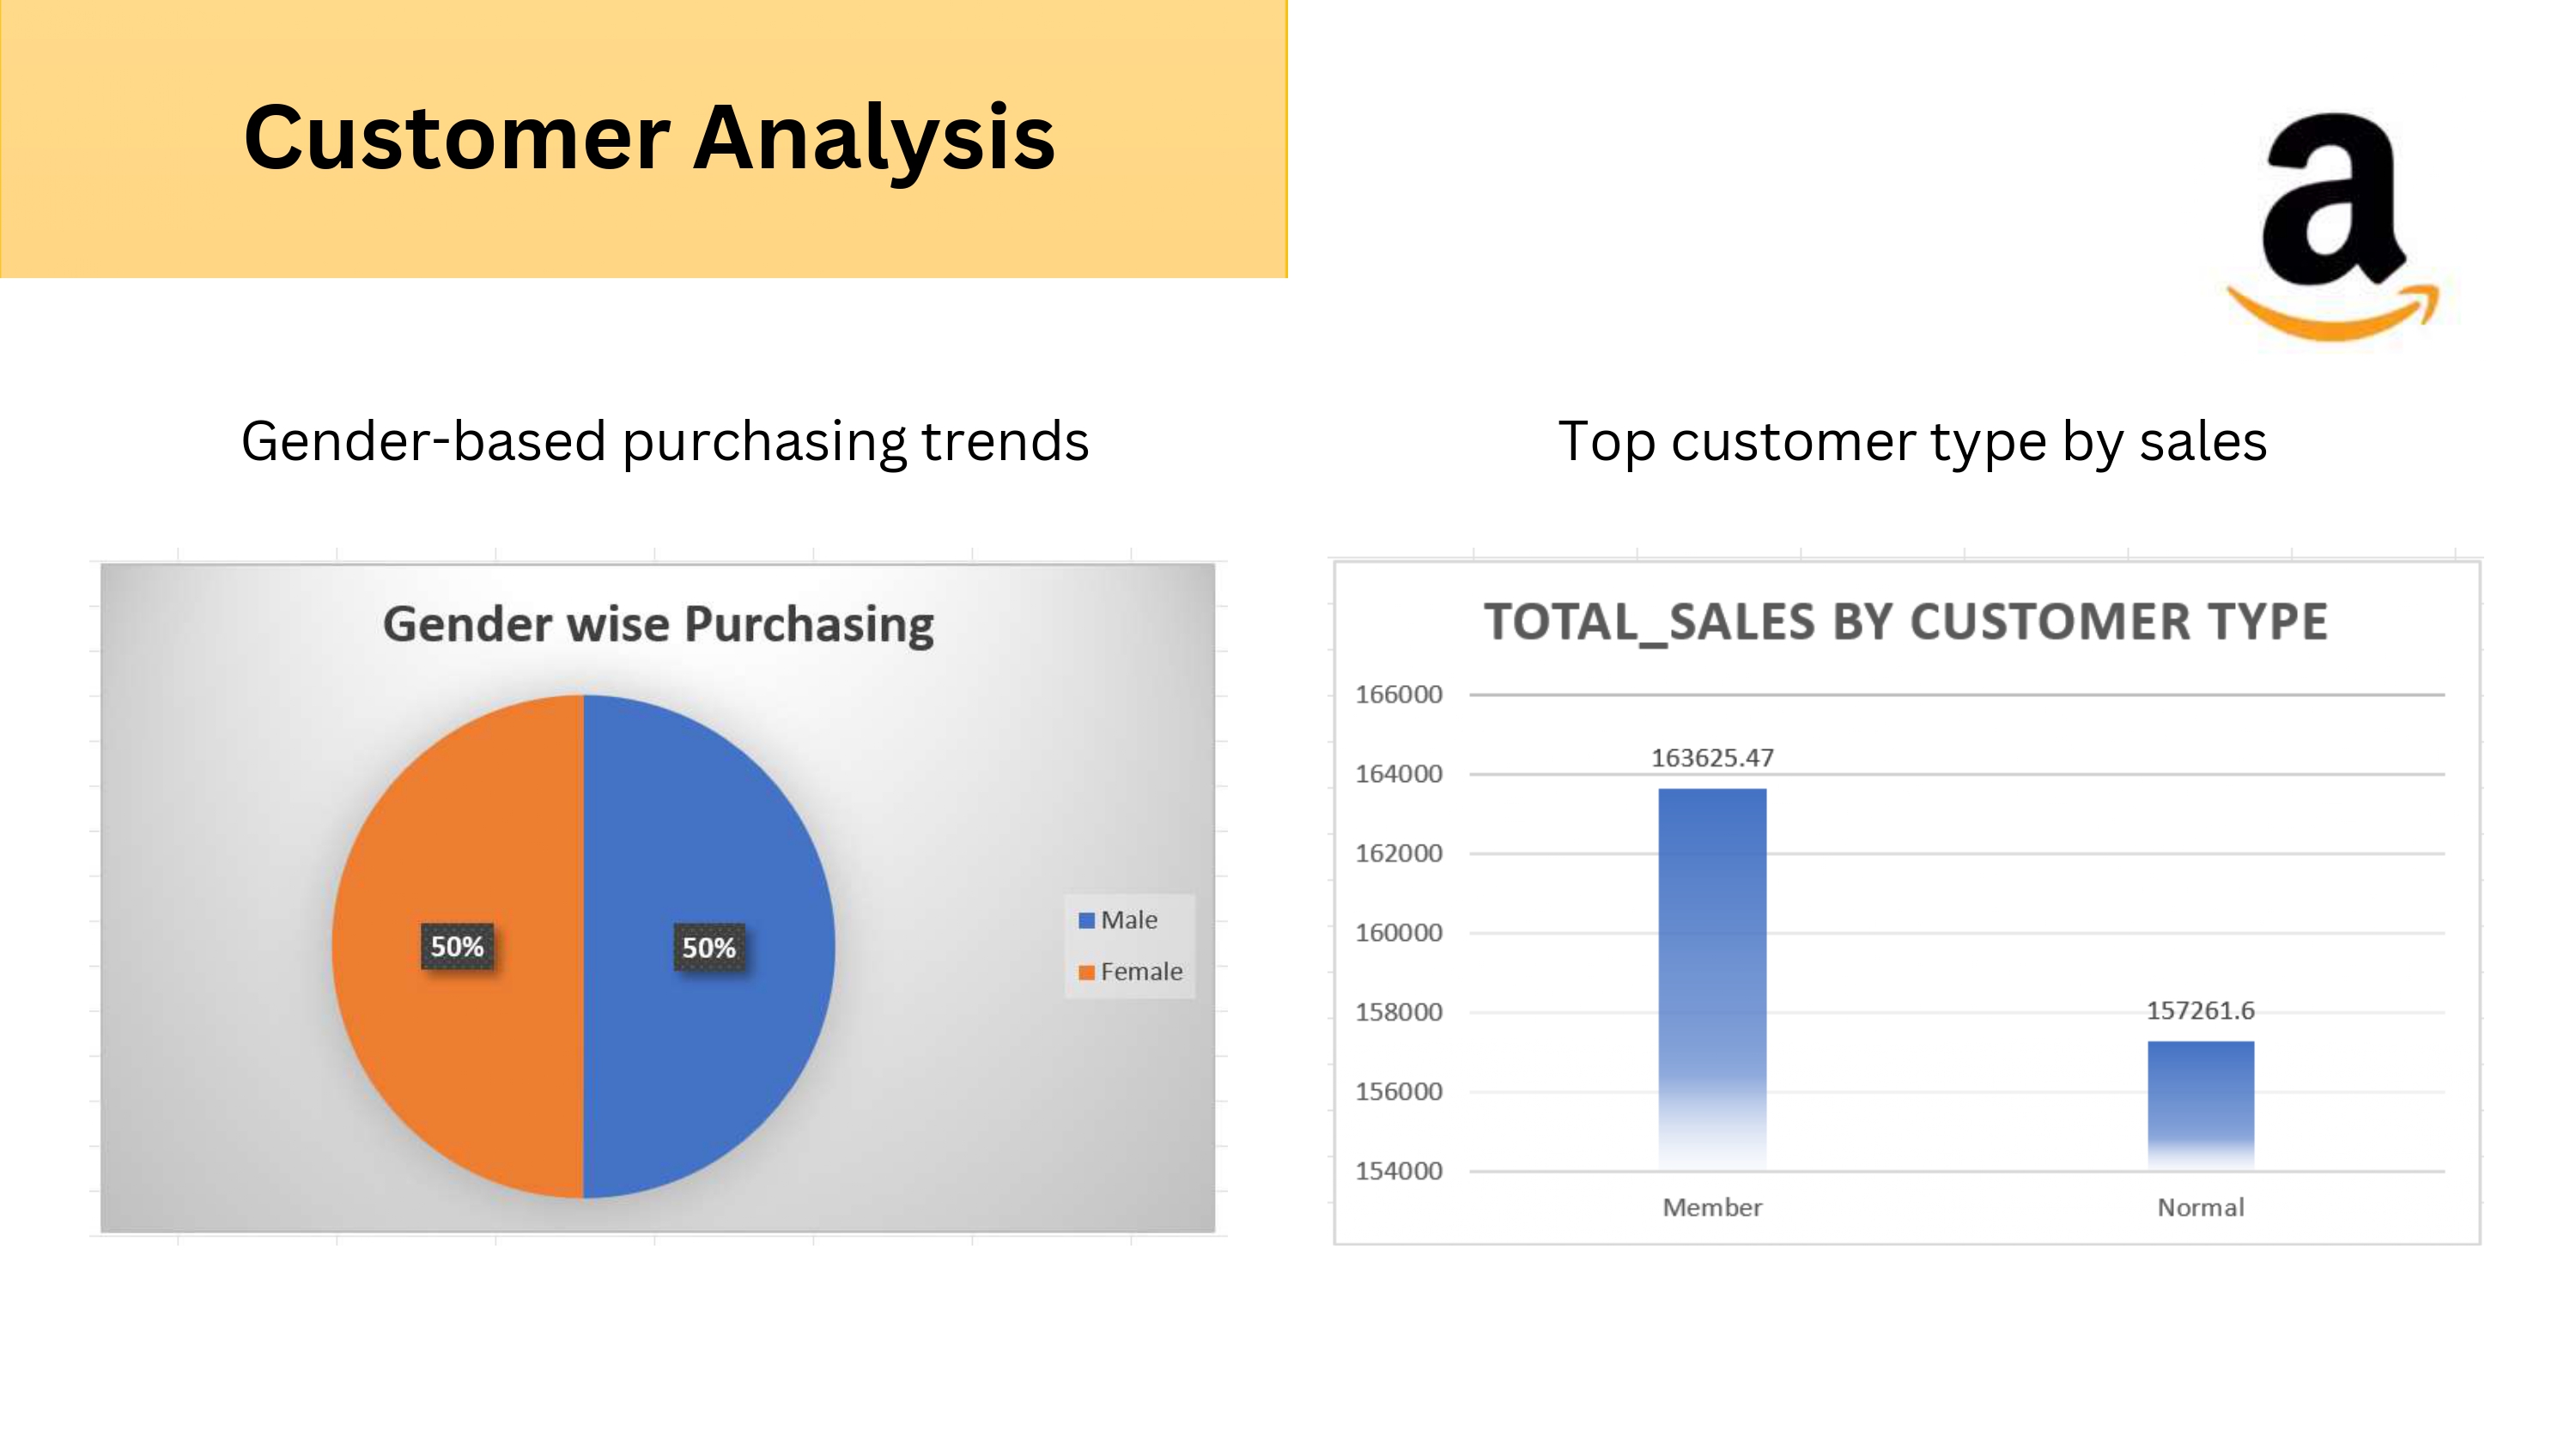 Customer Analysis
a
Gender-based purchasing trends
Top customer type by sales
Gender wise Purchasing
50%
50%
Male
Female
TOTAL_SALES BY CUSTOMER TYPE
166000
164000
162000
160000
158000
156000
154000
163625.47
157261.6
Member
Normal